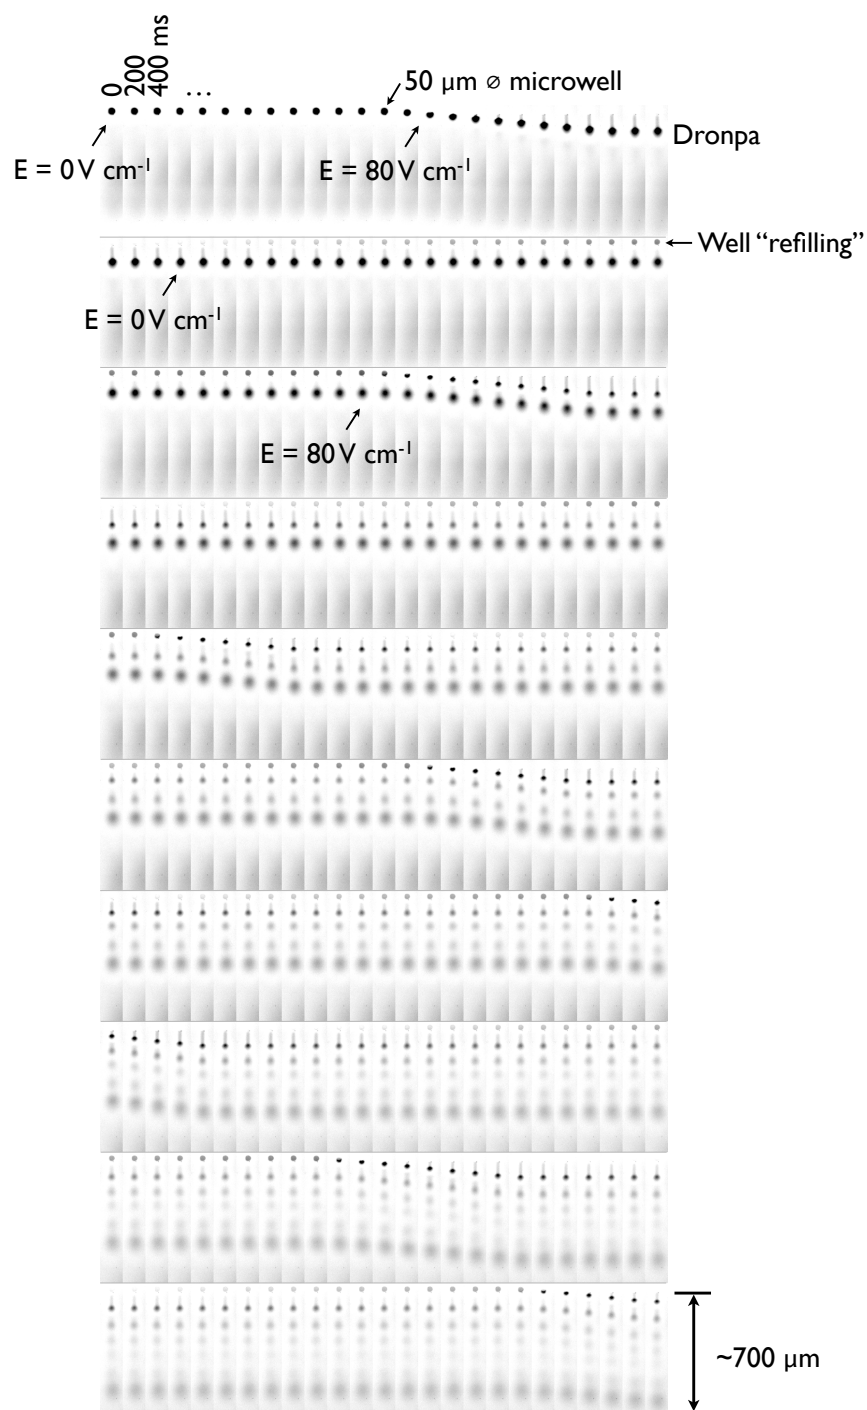 0
200
400 ms
...
50 μm ⌀ microwell
Dronpa
E = 0 V cm-1
E = 80 V cm-1
Well “refilling”
E = 0 V cm-1
E = 80 V cm-1
~700 μm